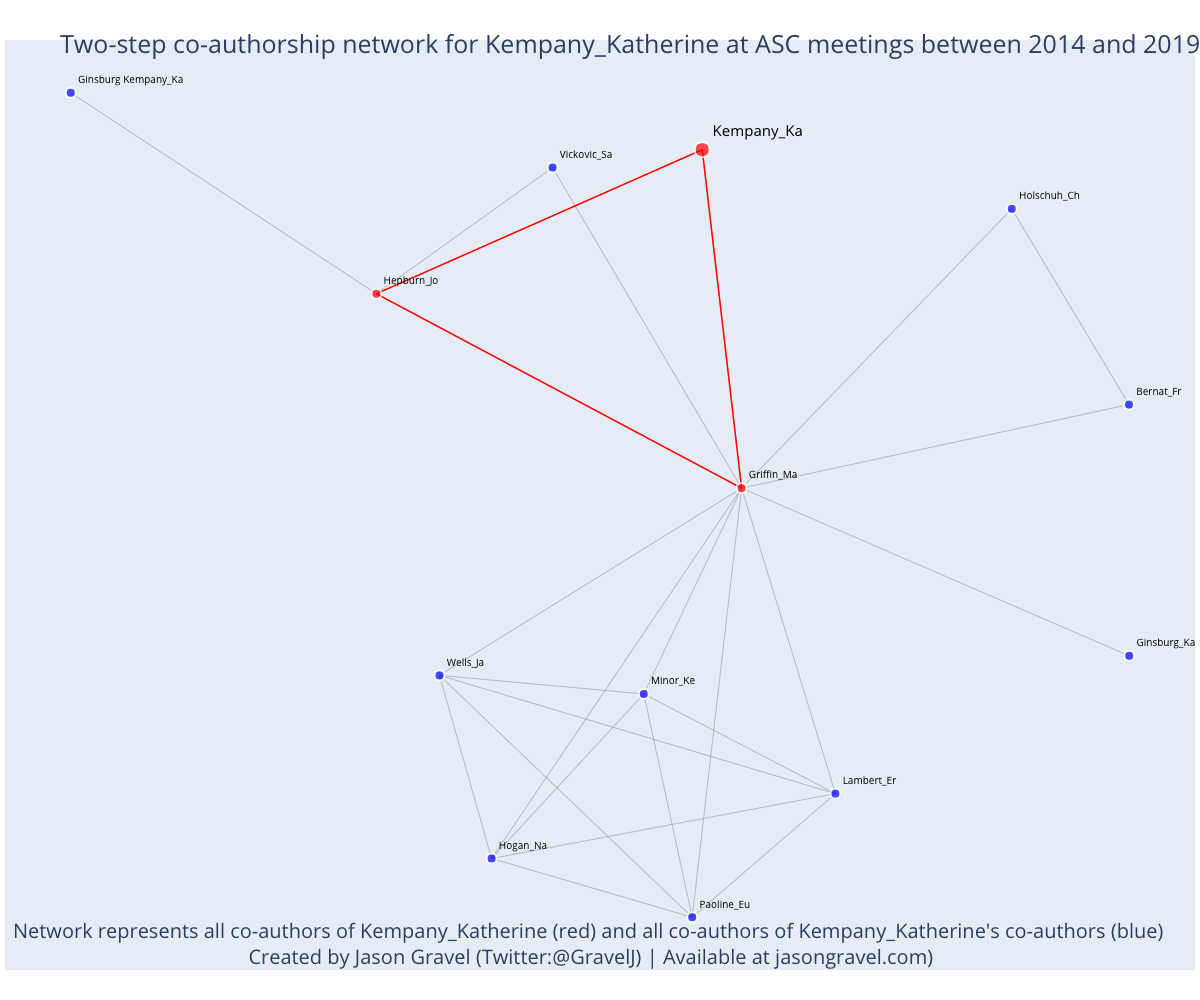 Two-step co-authorship network for Kempany_Katherine at ASC meetings between 2014 and 2019
Ginsburg Kempany_Ka
Kempany_Ka
Vickovic_Sa
Holschuh_Ch
Hepburn_Jo
Bernat_Fr
Griffin_Ma
Ginsburg_Ka
Wells_Ja
Minor_Ke
Lambert_Er
Hogan_Na
Paoline_Eu
Network represents all co-authors of Kempany_Katherine (red) and all co-authors of Kempany_Katherine's co-authors (blue)
Created by Jason Gravel (Twitter:@GravelJ) | Available at jasongravel.com)